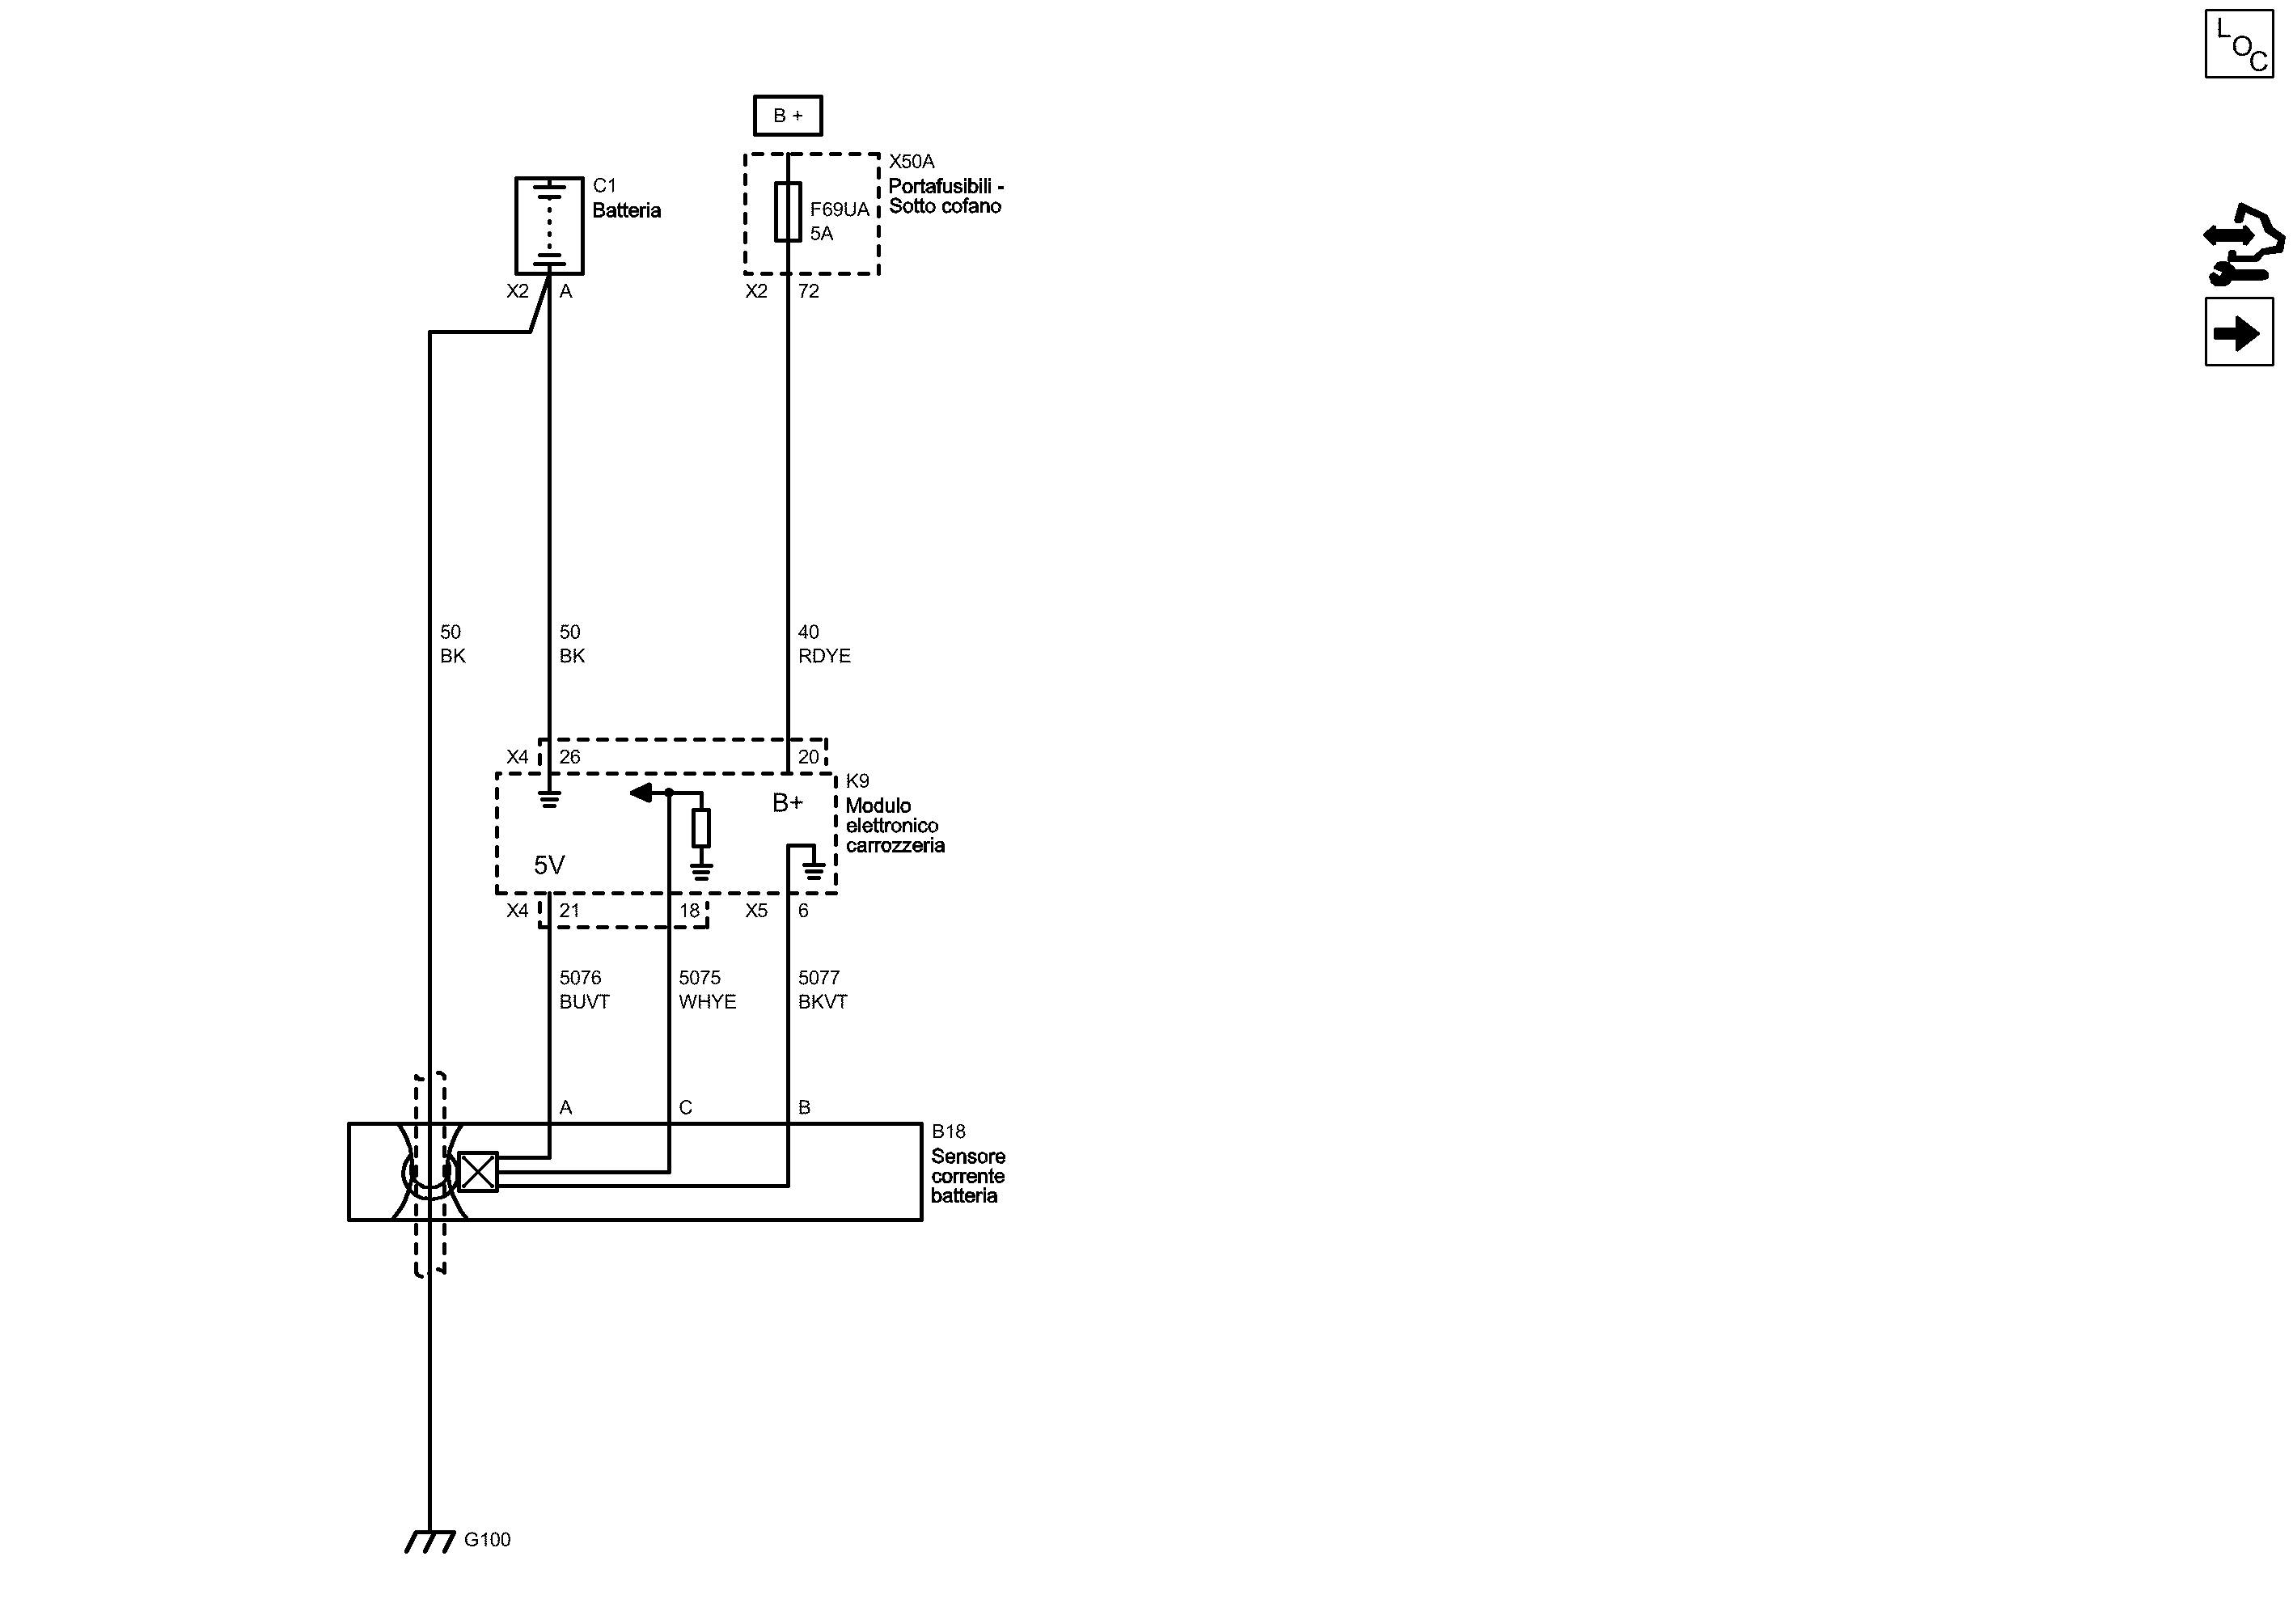 LOC
B +
X50A
Portafusibili -
Sotto cofano
F69UA
5A
C1
Batteria
X2 A
X2 72
50
BK
50
BK
40
RDYE
X4 26
20
K9
Modulo
elettronico
carrozzeria
B+
5V
X4 21
18
X5 6
5076
BUVT
5075
WHYE
5077
BKVT
A
C
B
B18
Sensore
corrente
batteria
G100